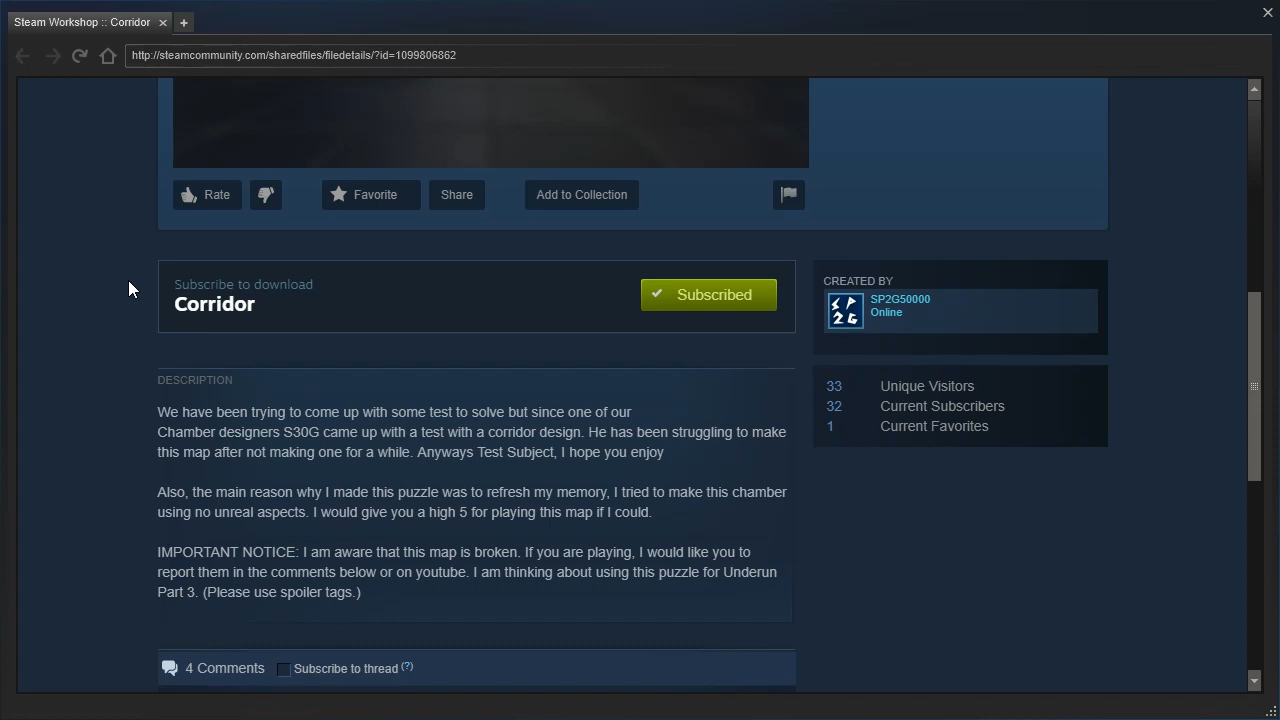 Steam Workshop :: Corridor
http://steamcommunity.com/sharedfiles/filedetails/?id=1099806862
Rate
Favorite
Share
Add to Collection
Subscribe to download
Corridor
Subscribed
CREATED BY
SP2G50000
Online
SP
2G
33 Unique Visitors
32 Current Subscribers
1 Current Favorites
DESCRIPTION
We have been trying to come up with some test to solve but since one of our
Chamber designers S30G came up with a test with a corridor design. He has been struggling to make
this map after not making one for a while. Anyways Test Subject, I hope you enjoy
Also, the main reason why I made this puzzle was to refresh my memory, I tried to make this chamber
using no unreal aspects. I would give you a high 5 for playing this map if I could.
IMPORTANT NOTICE: I am aware that this map is broken. If you are playing, I would like you to
report them in the comments below or on youtube. I am thinking about using this puzzle for Underun
Part 3. (Please use spoiler tags.)
4 Comments
Subscribe to thread (?)